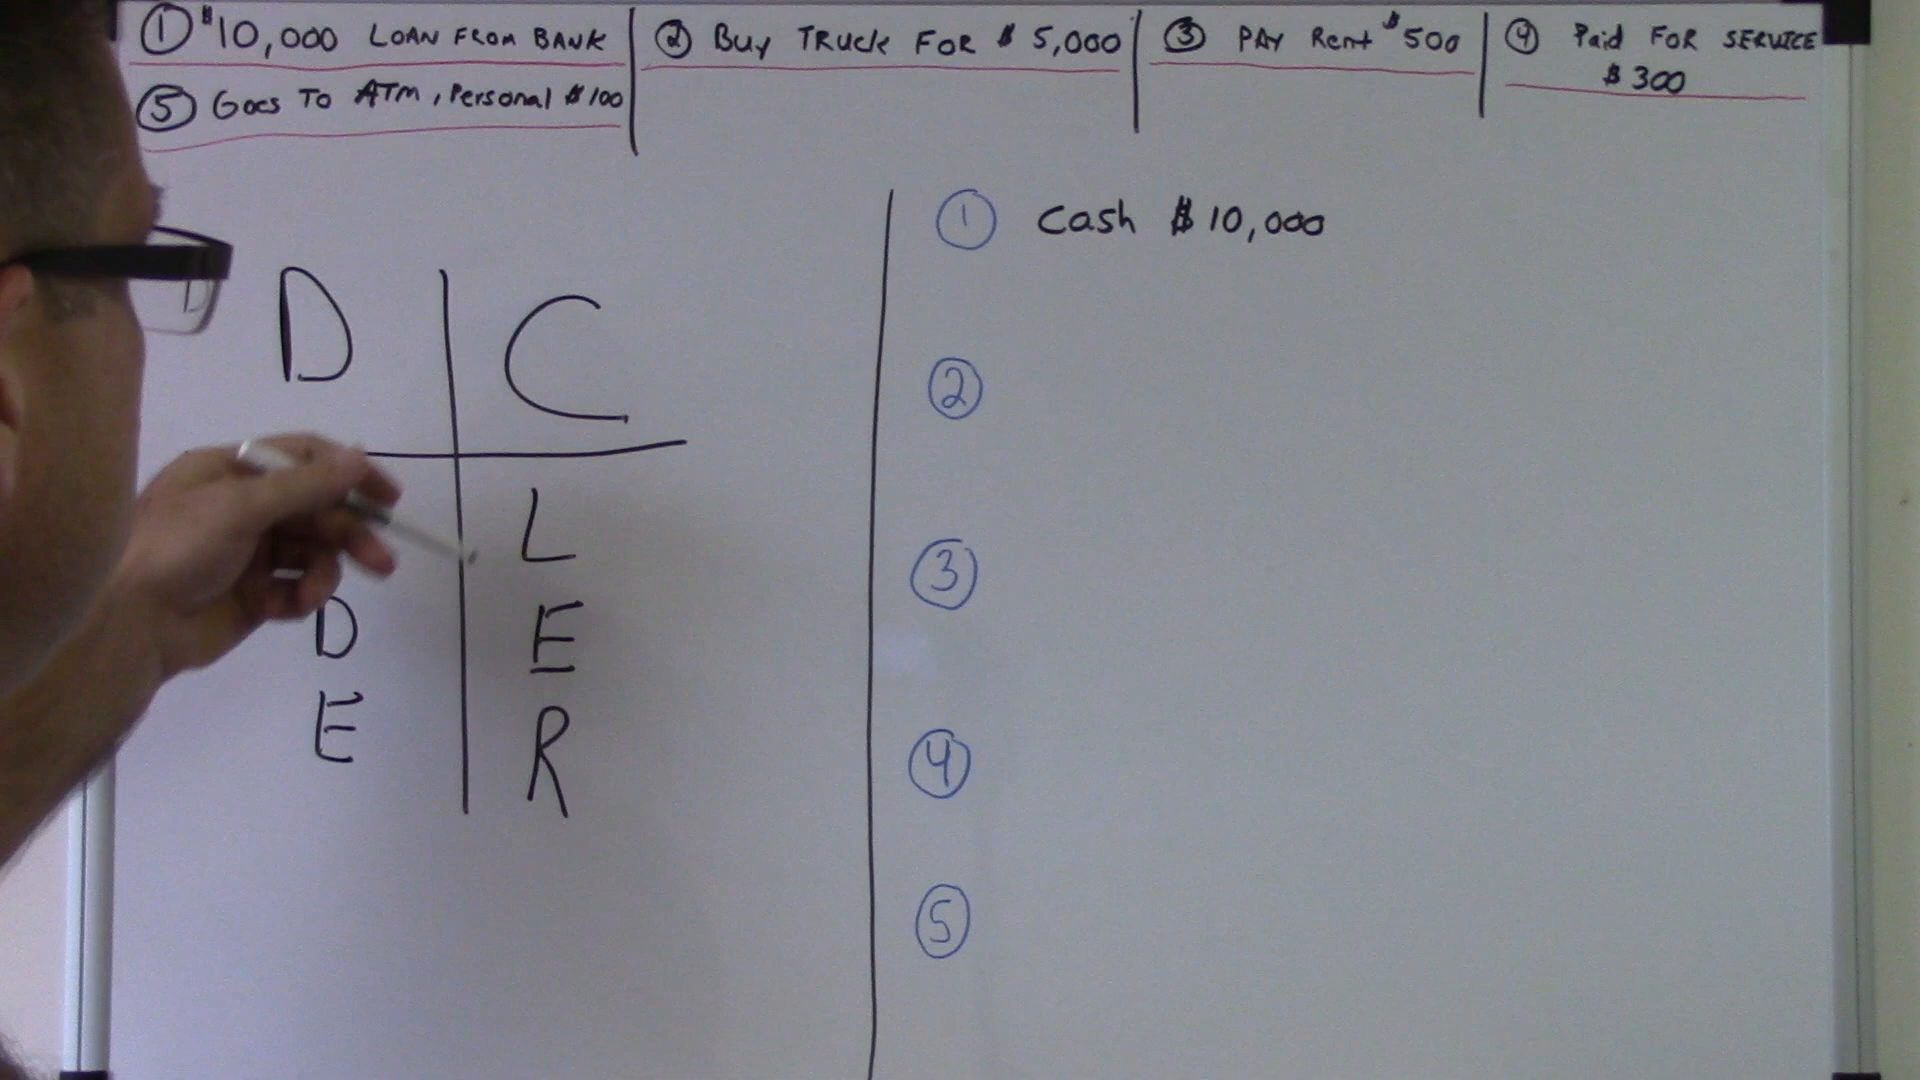 ① $10,000 LOAN FROM BANK
② Buy TRUCK FOR $ 5,000
③ PAY Rent $500
④ Paid FOR SERVICE
$ 300
⑤ Goes To ATM, Personal $100
D C
L
D E
E R
① Cash $10,000
②
③
④
⑤